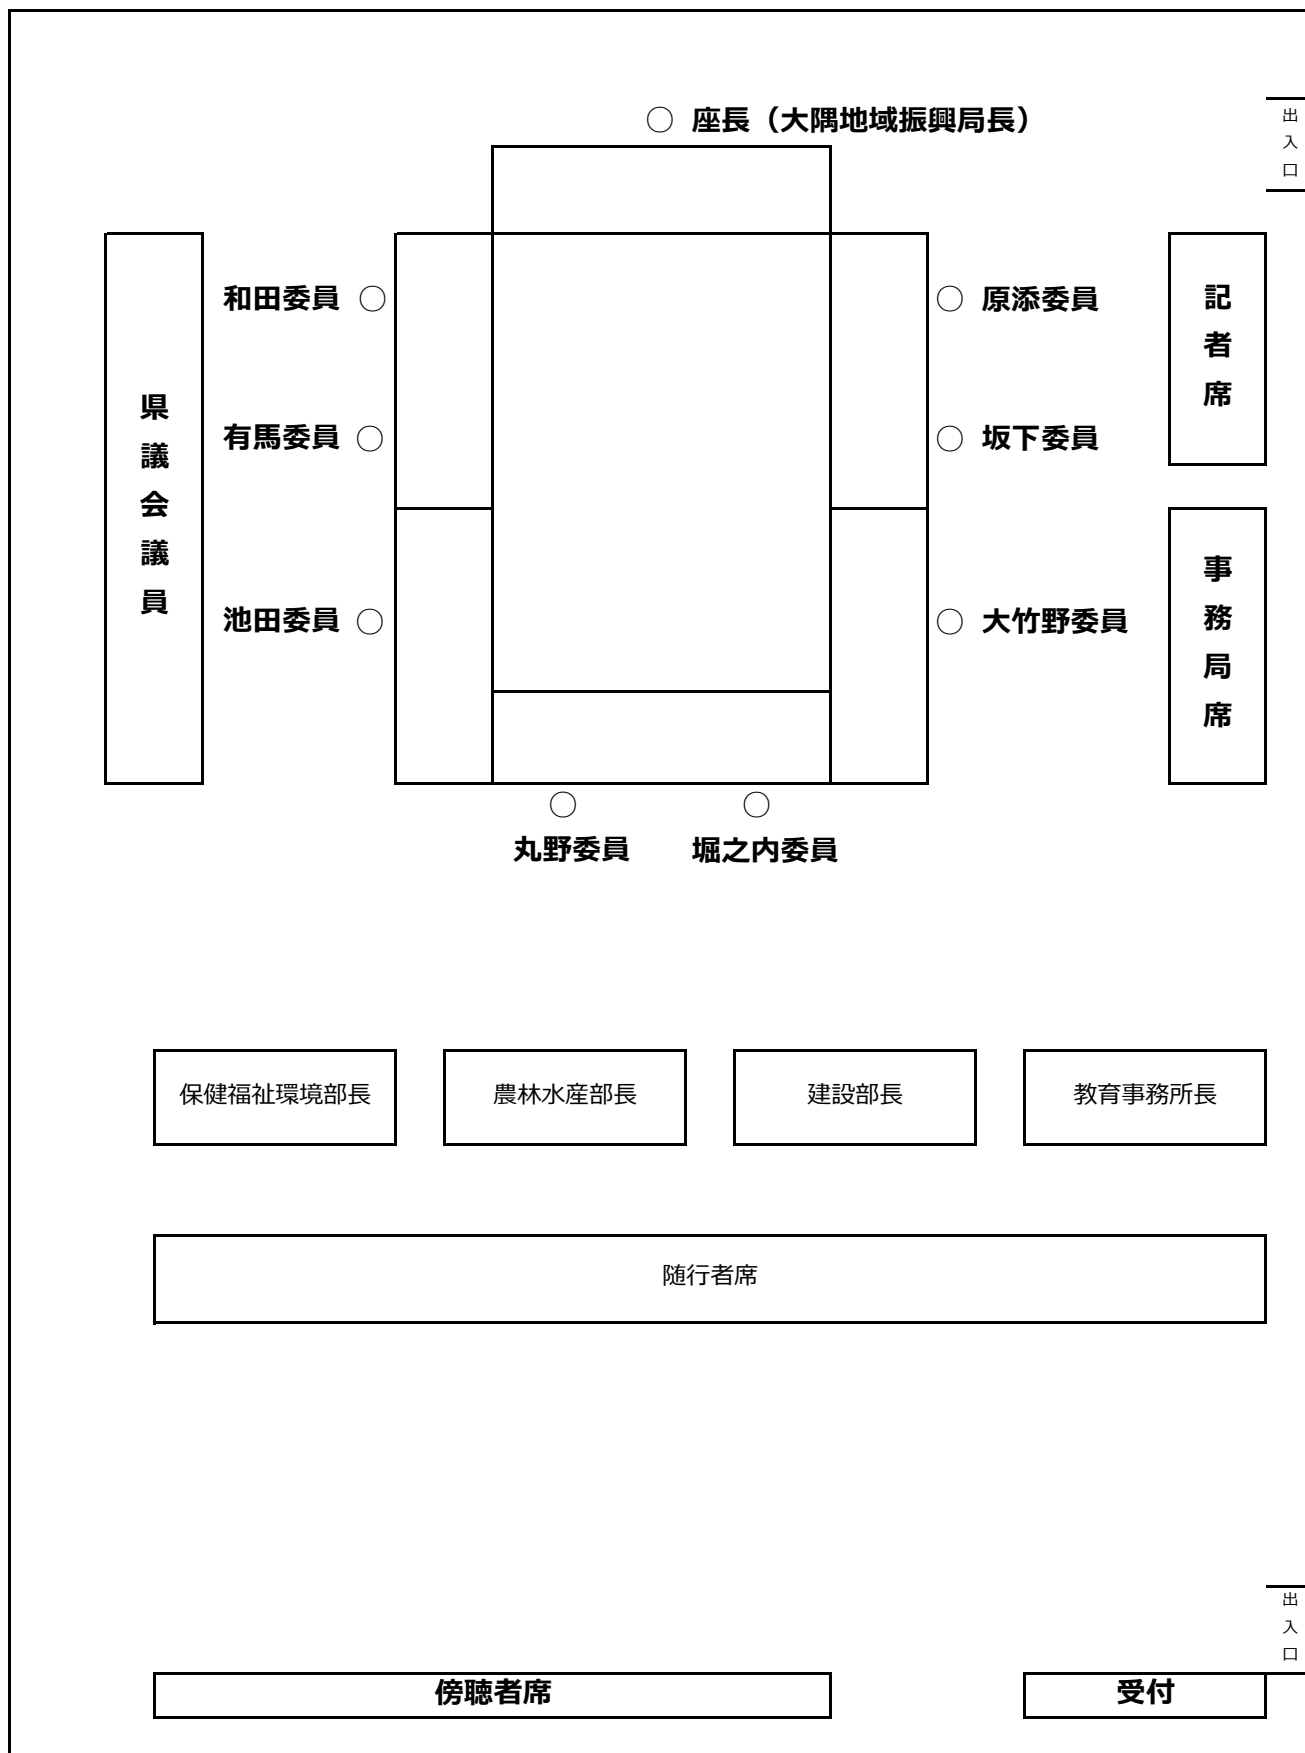 ○ 座長（大隅地域振興局長）
出入口
和田委員 ○
○ 原添委員
記者席
県議会議員
有馬委員 ○
○ 坂下委員
事務局席
池田委員 ○
○ 大竹野委員
○ ○
丸野委員 堀之内委員
保健福祉環境部長
農林水産部長
建設部長
教育事務所長
随行者席
出入口
傍聴者席
受付